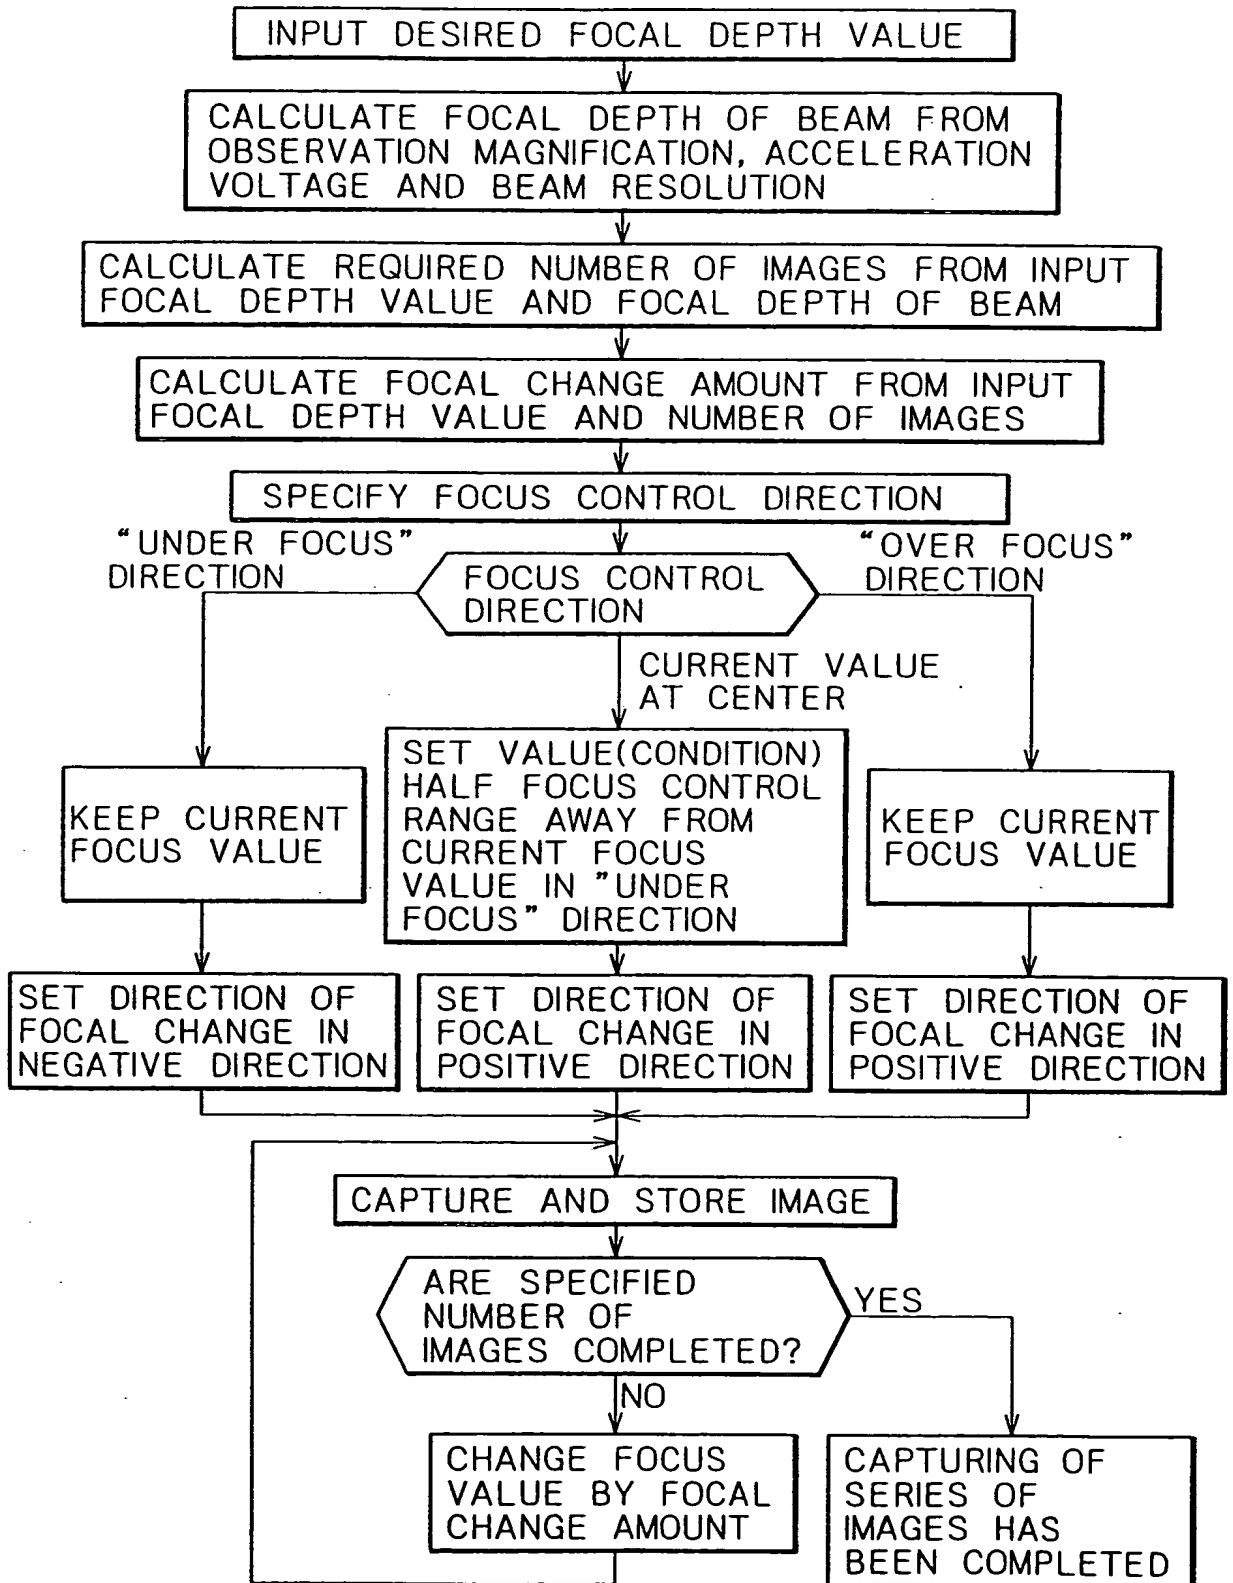 INPUT DESIRED FOCAL DEPTH VALUE
CALCULATE FOCAL DEPTH OF BEAM FROM
OBSERVATION MAGNIFICATION, ACCELERATION
VOLTAGE AND BEAM RESOLUTION
CALCULATE REQUIRED NUMBER OF IMAGES FROM INPUT
FOCAL DEPTH VALUE AND FOCAL DEPTH OF BEAM
CALCULATE FOCAL CHANGE AMOUNT FROM INPUT
FOCAL DEPTH VALUE AND NUMBER OF IMAGES
SPECIFY FOCUS CONTROL DIRECTION
"UNDER FOCUS"
DIRECTION
FOCUS CONTROL
DIRECTION
"OVER FOCUS"
DIRECTION
CURRENT VALUE
AT CENTER
KEEP CURRENT
FOCUS VALUE
SET VALUE(CONDITION)
HALF FOCUS CONTROL
RANGE AWAY FROM
CURRENT FOCUS
VALUE IN "UNDER
FOCUS" DIRECTION
KEEP CURRENT
FOCUS VALUE
SET DIRECTION OF
FOCAL CHANGE IN
NEGATIVE DIRECTION
SET DIRECTION OF
FOCAL CHANGE IN
POSITIVE DIRECTION
SET DIRECTION OF
FOCAL CHANGE IN
POSITIVE DIRECTION
CAPTURE AND STORE IMAGE
ARE SPECIFIED
NUMBER OF
IMAGES COMPLETED?
YES
NO
CHANGE FOCUS
VALUE BY FOCAL
CHANGE AMOUNT
CAPTURING OF
SERIES OF
IMAGES HAS
BEEN COMPLETED